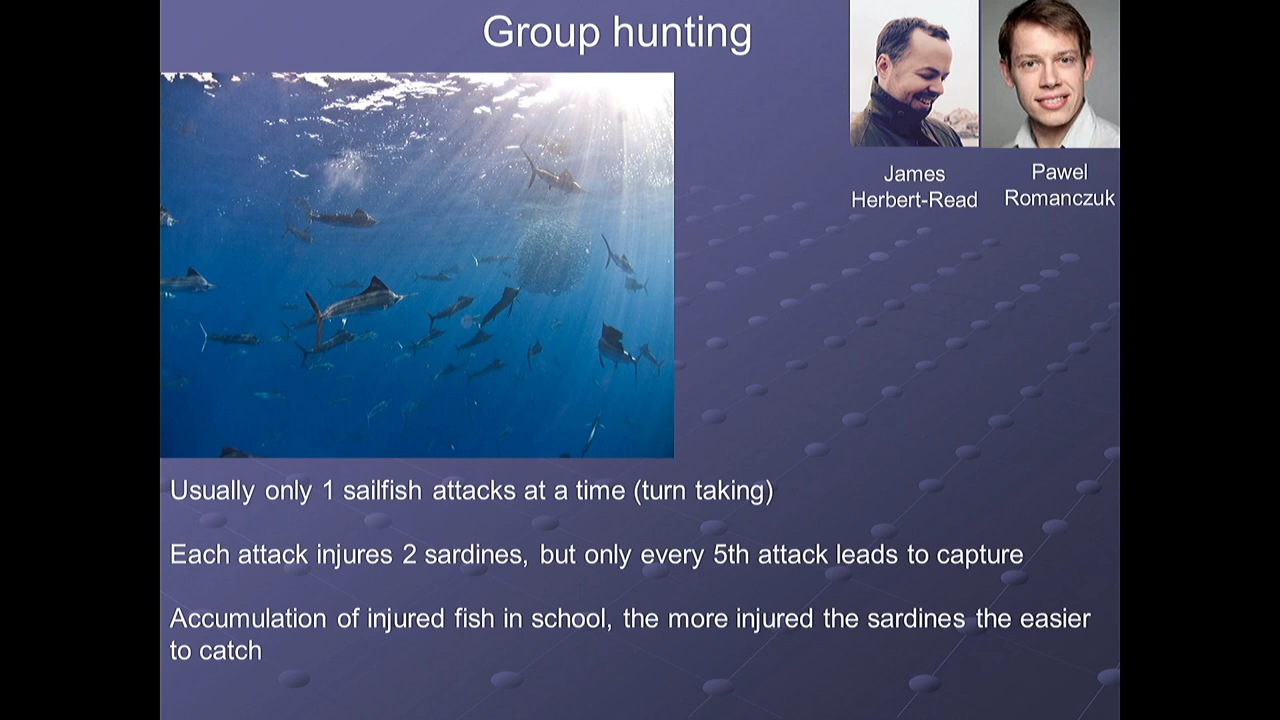 Group hunting
James
Herbert-Read
Pawel
Romanczuk
Usually only 1 sailfish attacks at a time (turn taking)
Each attack injures 2 sardines, but only every 5th attack leads to capture
Accumulation of injured fish in school, the more injured the sardines the easier
to catch